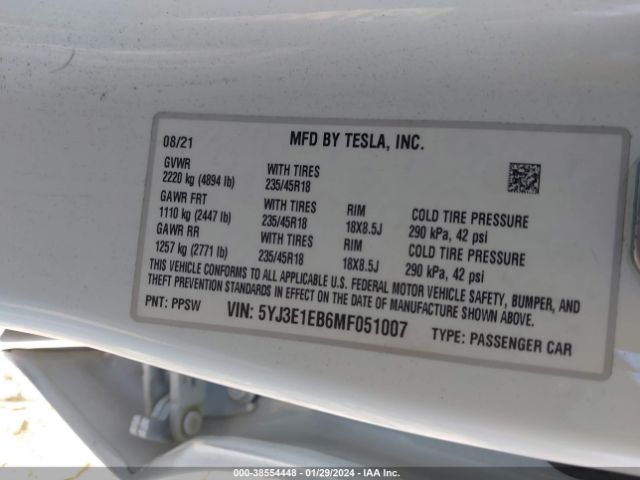 08/21 MFD BY TESLA, INC.
GVWR
2220 kg (4894 lb) WITH TIRES 235/45R18
GAWR FRT
1110 kg (2447 lb) WITH TIRES 235/45R18 RIM 18X8.5J COLD TIRE PRESSURE 290 kPa, 42 psi
GAWR RR
1257 kg (2771 lb) WITH TIRES 235/45R18 RIM 18X8.5J COLD TIRE PRESSURE 290 kPa, 42 psi
THIS VEHICLE CONFORMS TO ALL APPLICABLE U.S. FEDERAL MOTOR VEHICLE SAFETY, BUMPER, AND
THEFT PREVENTION STANDARDS IN EFFECT ON THE DATE OF MANUFACTURE SHOWN ABOVE.
PNT: PPSW VIN: 5YJ3E1EB6MF051007 TYPE: PASSENGER CAR
000-38554448 - 01/29/2024 - IAA Inc.